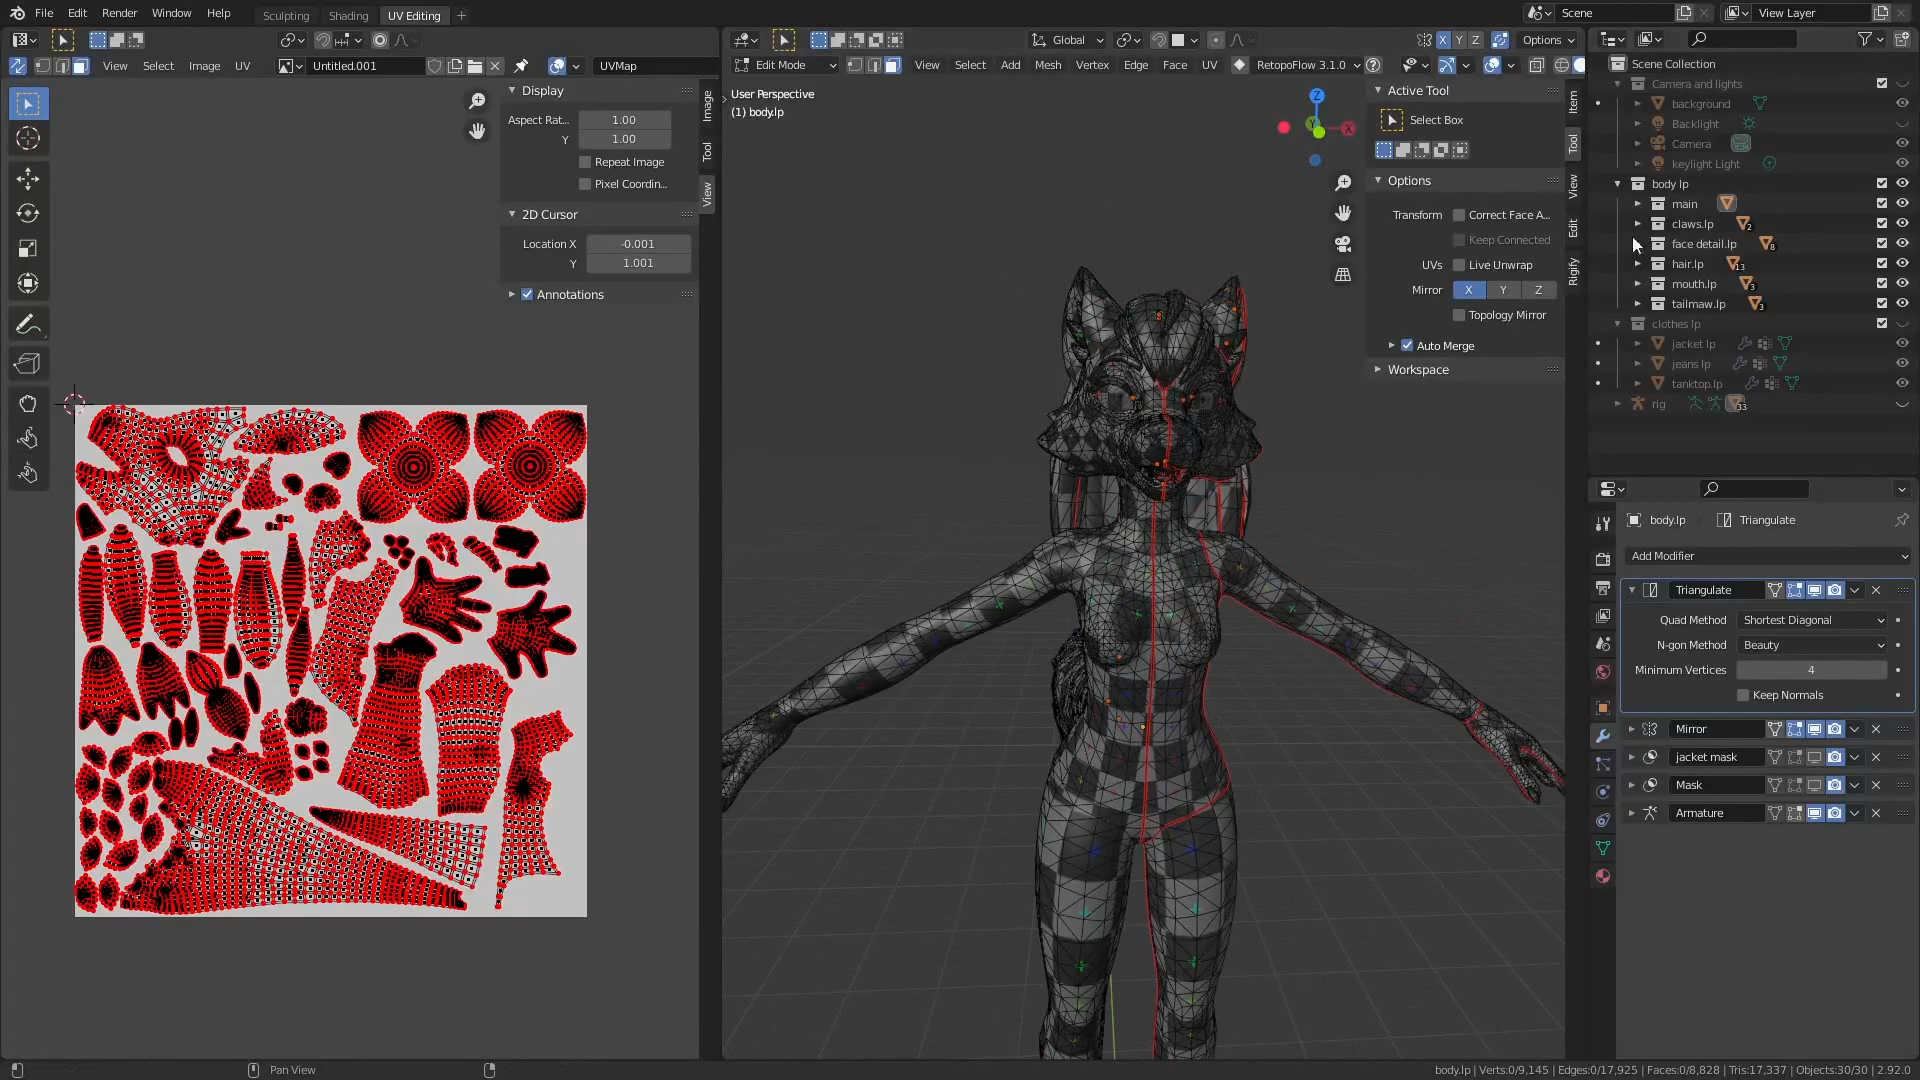 File Edit Render Window Help Sculpting Shading UV Editing + Scene View Layer
Global Options X Y Z
View Select Image UV Untitled.001 UVMap
Edit Mode View Select Add Mesh Vertex Edge Face UV RetopoFlow 3.1.0
Display
Aspect Rat... 1.00
Y 1.00
Repeat Image
Pixel Coordin...
2D Cursor
Location X -0.001
Y 1.001
Annotations
Image
Tool
View
User Perspective
(1) body.lp
Z
Y
X
Active Tool
Select Box
Options
Transform Correct Face A...
Keep Connected
UVs Live Unwrap
Mirror X Y Z
Topology Mirror
Auto Merge
Workspace
Item
Tool
View
Edit
Rigify
Scene Collection
Camera and lights
background
Backlight
Camera
keylight Light
body lp
main
claws.lp 2
face detail.lp 8
hair.lp 13
mouth.lp 3
tailmaw.lp 3
clothes lp
jacket lp
jeans lp
tanktop.lp
rig 33
body.lp Triangulate
Add Modifier
Triangulate
Quad Method Shortest Diagonal
N-gon Method Beauty
Minimum Vertices 4
Keep Normals
Mirror
jacket mask
Mask
Armature
Pan View
body.lp | Verts:0/9,145 | Edges:0/17,925 | Faces:0/8,828 | Tris:17,337 | Objects:30/30 | 2.92.0